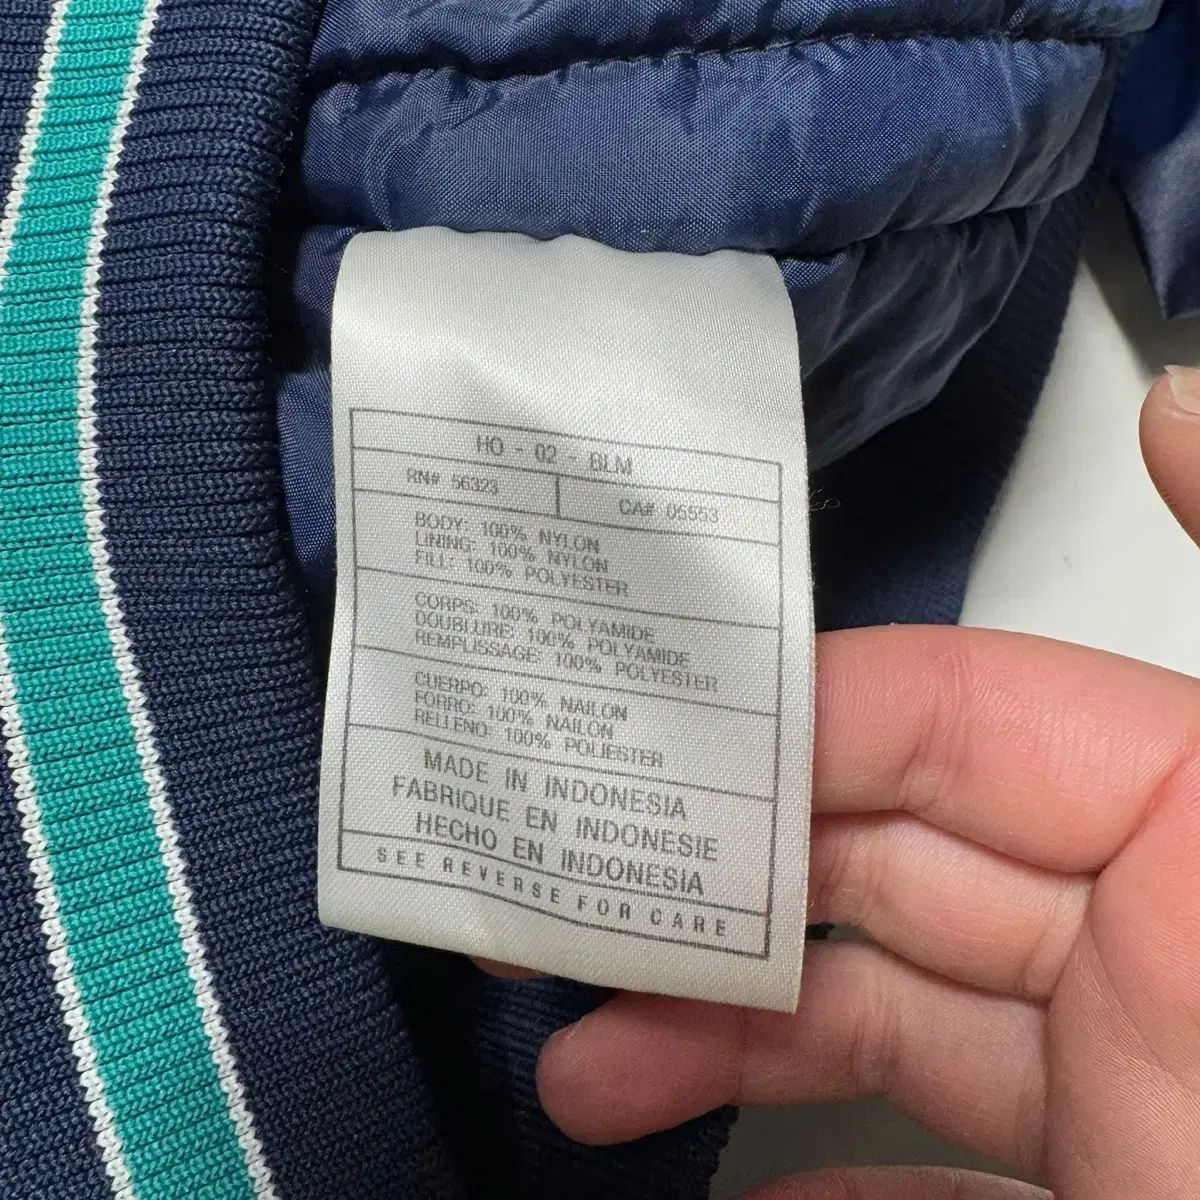 HO - 02 - BLM
RN# 56323
CA# 05553
BODY: 100% NYLON
LINING: 100% NYLON
FILL: 100% POLYESTER
CORPS: 100% POLYAMIDE
DOUBLURE: 100% POLYAMIDE
REMPLISSAGE: 100% POLYESTER
CUERPO: 100% NAILON
FORRO: 100% NAILON
RELLENO: 100% POLIESTER
MADE IN INDONESIA
FABRIQUE EN INDONESIE
HECHO EN INDONESIA
SEE REVERSE FOR CARE